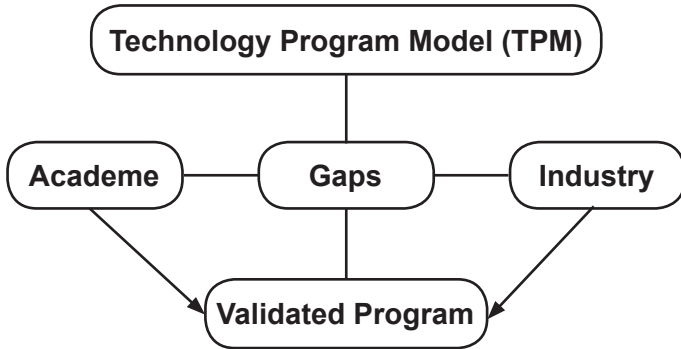 Technology Program Model (TPM)
Academe
Gaps
Industry
Validated Program